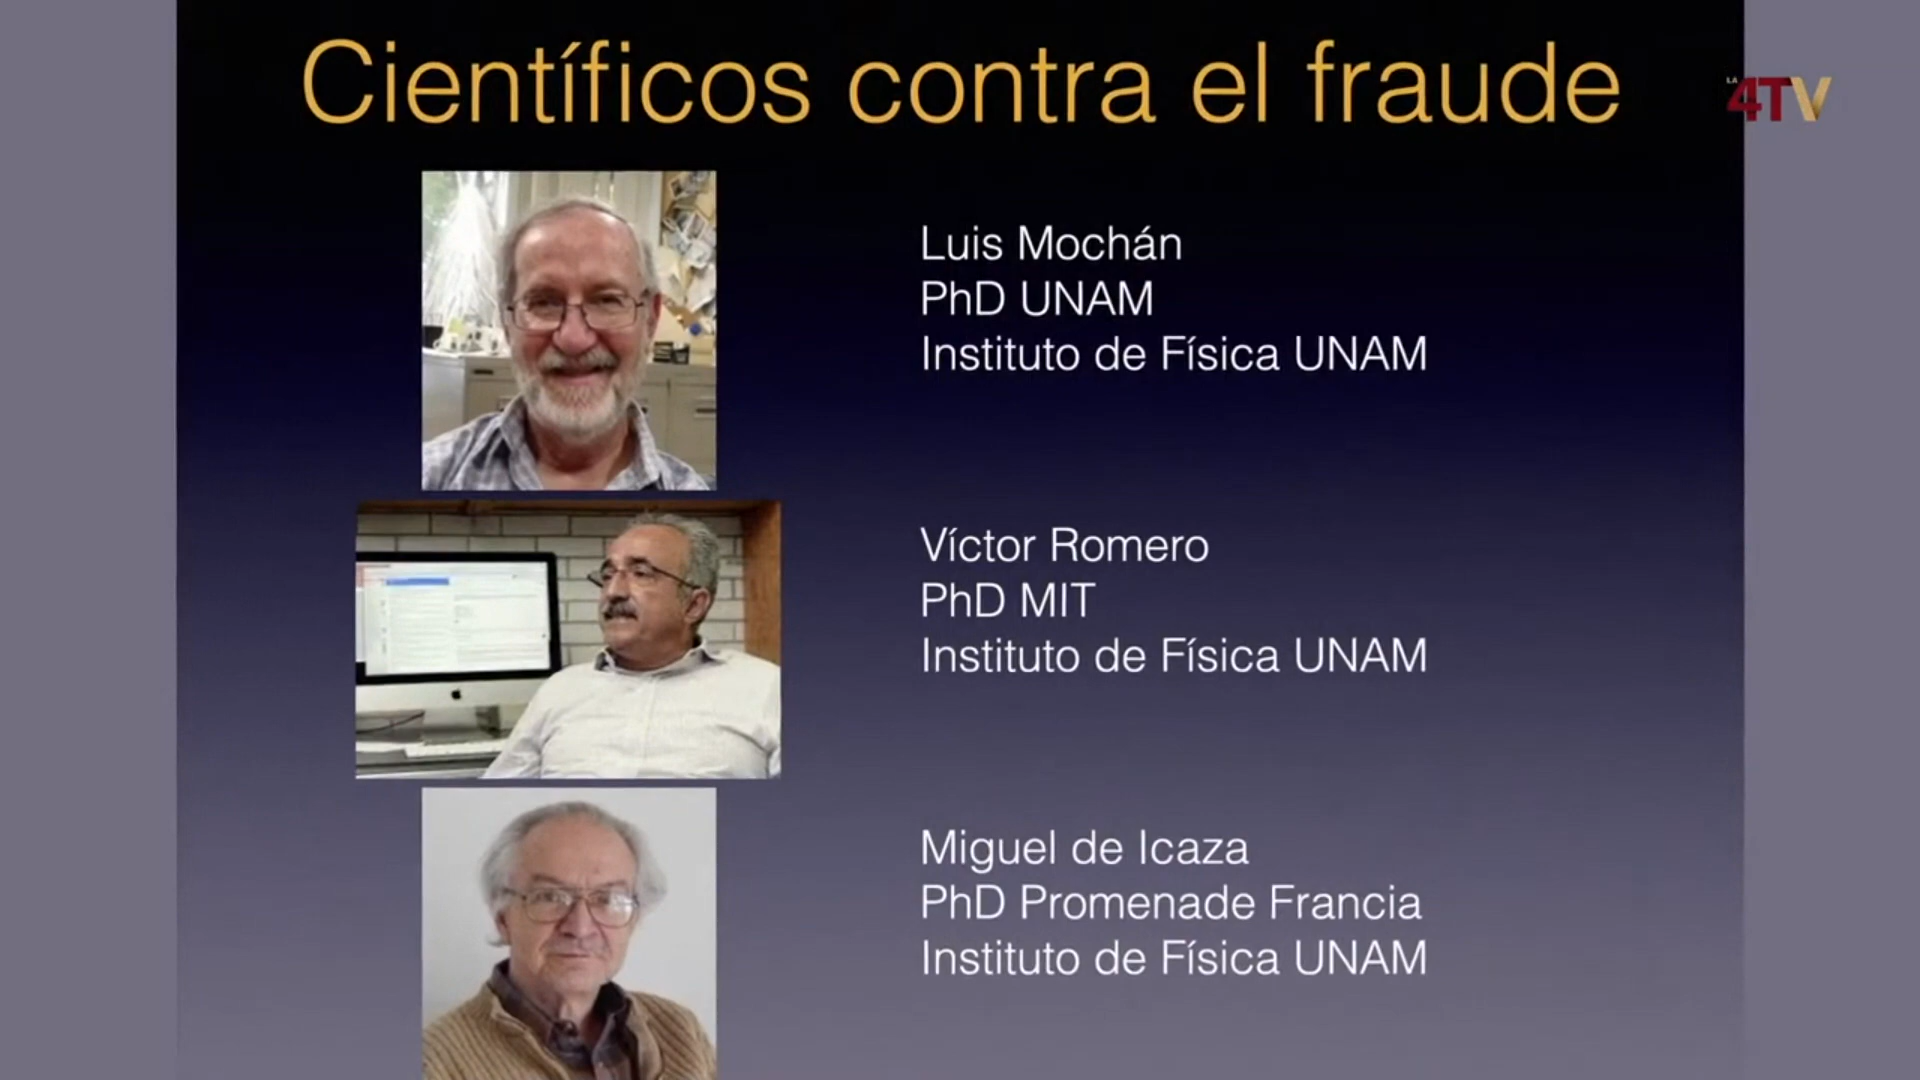 Científicos contra el fraude
LA 4TV
Luis Mochán
PhD UNAM
Instituto de Física UNAM
Víctor Romero
PhD MIT
Instituto de Física UNAM
Miguel de Icaza
PhD Promenade Francia
Instituto de Física UNAM